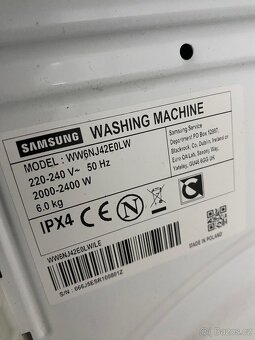 SAMSUNG WASHING MACHINE
MODEL : WW6NJ42E0LW
220-240 V~ 50 Hz
2000-2400 W
6.0 kg
Samsung Service
Department PO Box 12987,
Blackrock, Co. Dublin, Ireland or
Euro QA Lab, Saxony Way,
Yateley, GU46 6GG UK
IPX4 CE
WW6NJ42E0LW/LE
S/N :
MADE IN POLAND